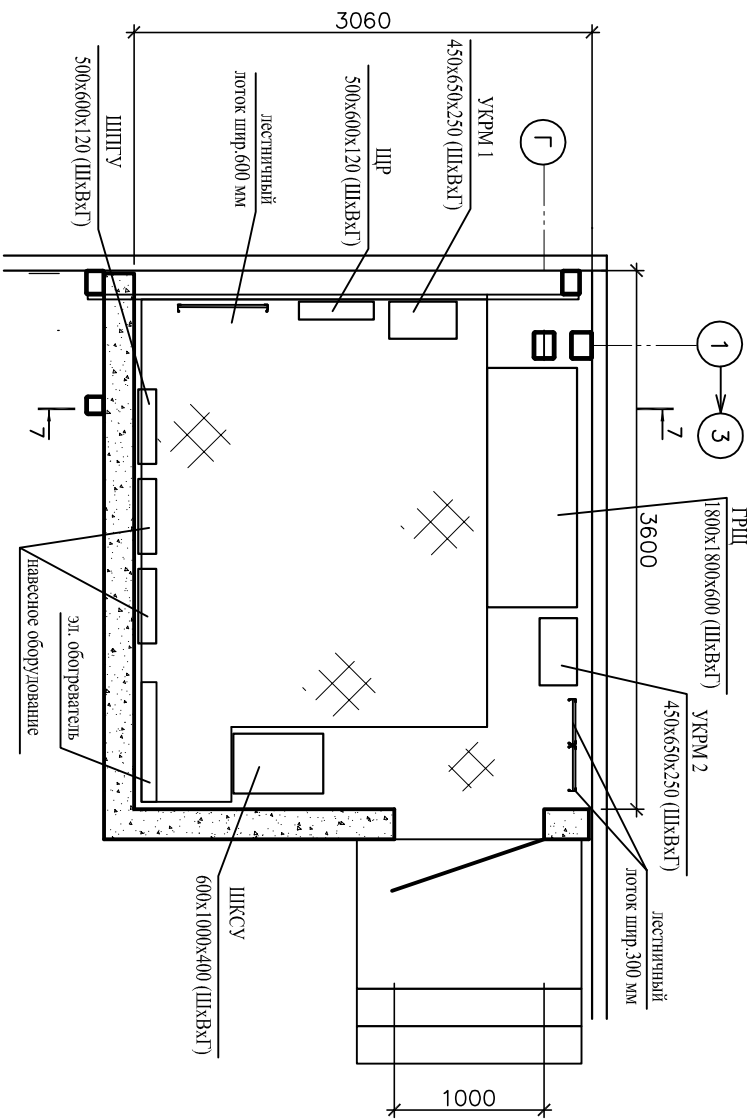 3060
450х650х250 (ШхВхГ)
УКРМ 1
500х600х120 (ШхВхГ)
ЩР
лестничный
лоток шир.600 мм
500х600х120 (ШхВхГ)
ШПГУ
Г
1
3
7
7
ГРЩ
1800х1800х600 (ШхВхГ)
3600
УКРМ 2
450х650х250 (ШхВхГ)
лестничный
лоток шир.300 мм
ШКСУ
600х1000х400 (ШхВхГ)
эл. обогреватель
навесное оборудование
1000